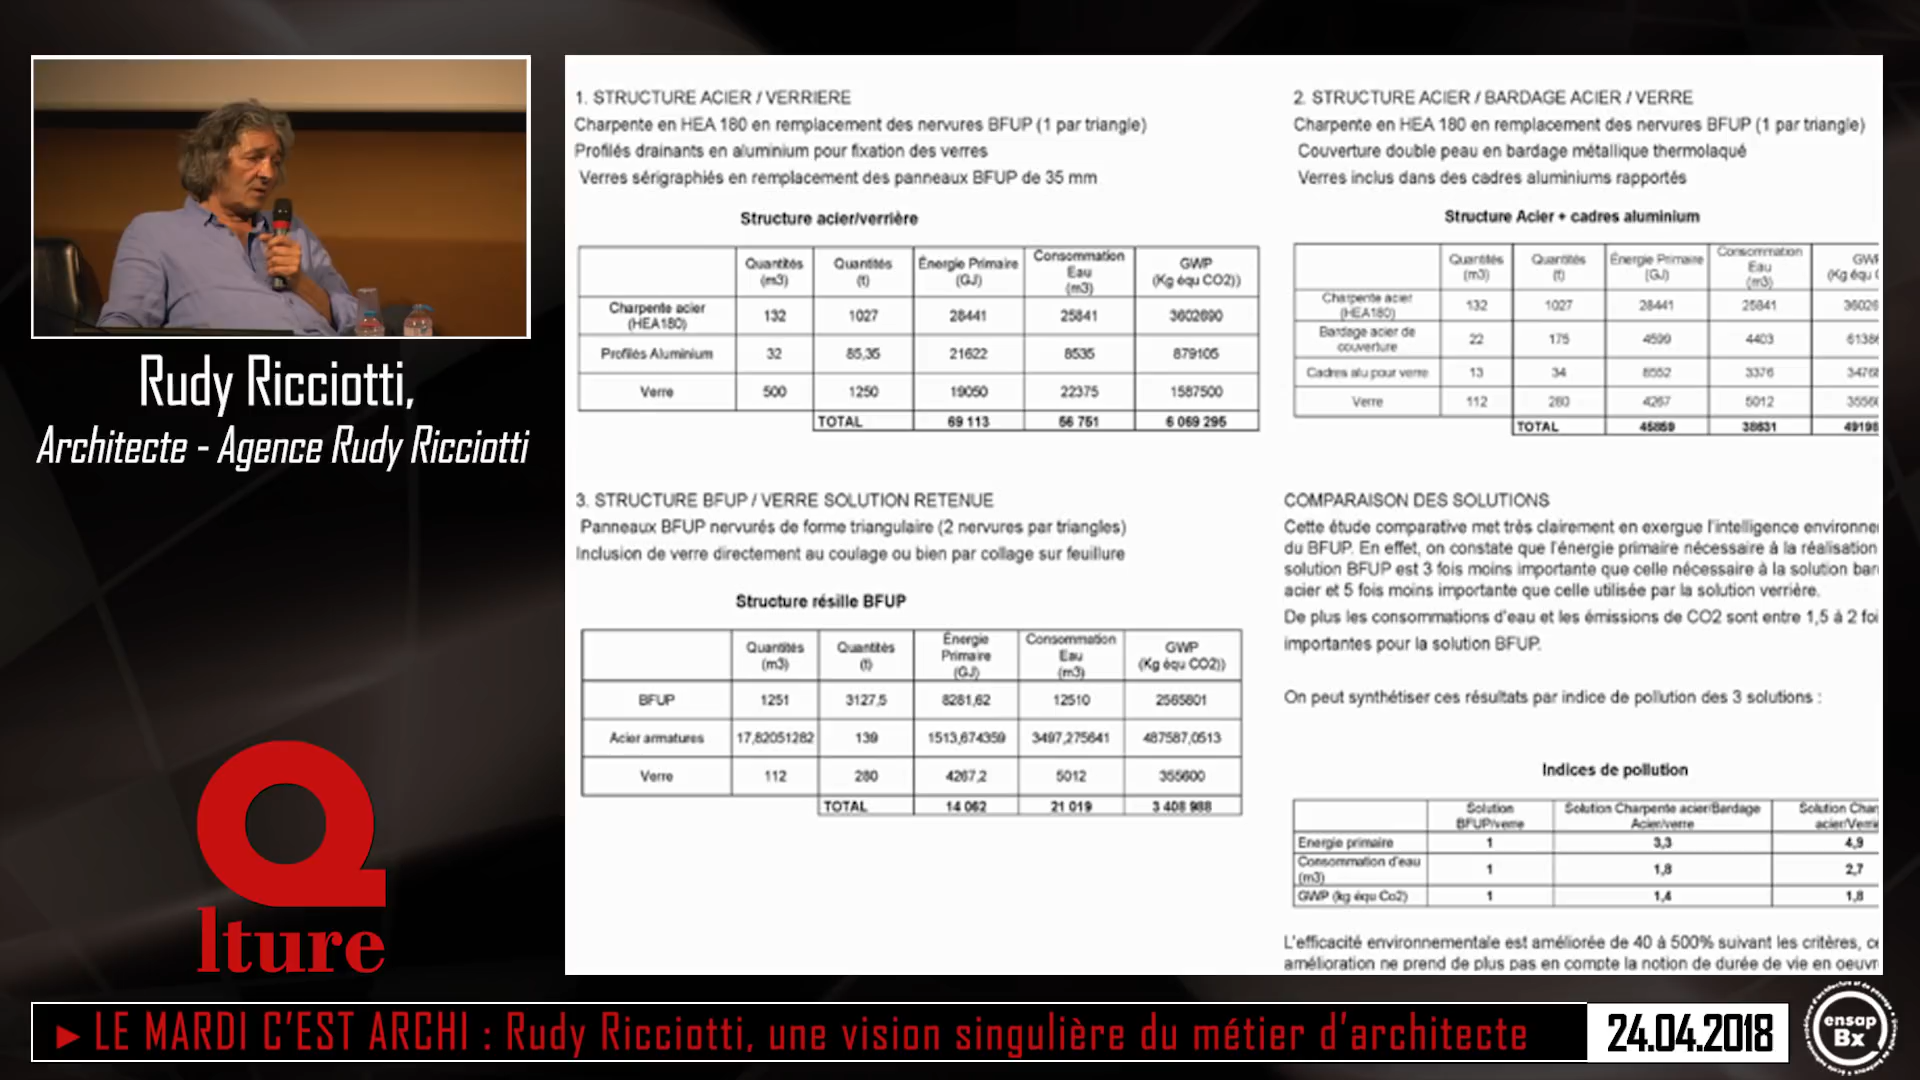 Rudy Ricciotti,
Architecte - Agence Rudy Ricciotti
Q
lture
1. STRUCTURE ACIER / VERRIERE
Charpente en HEA 180 en remplacement des nervures BFUP (1 par triangle)
Profilés drainants en aluminium pour fixation des verres
Verres sérigraphiés en remplacement des panneaux BFUP de 35 mm
Structure acier/verrière
Quantités (m3) Quantités (t) Énergie Primaire (GJ) Consommation Eau (m3) GWP (Kg équ CO2))
Charpente acier (HEA180) 132 1027 28441 25841 3602690
Profilés Aluminium 32 85,35 21622 8535 879105
Verre 500 1250 19050 22375 1587500
TOTAL 69 113 56 751 6 069 295
2. STRUCTURE ACIER / BARDAGE ACIER / VERRE
Charpente en HEA 180 en remplacement des nervures BFUP (1 par triangle)
Couverture double peau en bardage métallique thermolaqué
Verres inclus dans des cadres aluminiums rapportés
Structure Acier + cadres aluminium
Quantités (m3) Quantités (t) Énergie Primaire (GJ) Consommation Eau (m3) (Kg équ
Charpente acier (HEA180) 132 1027 28441 25841 36026
Bardage acier de couverture 22 175 4599 4403 6138
Cadres alu pour verre 13 34 8552 3376 3476
Verre 112 280 4267 5012 3556
TOTAL 45859 38631 49198
3. STRUCTURE BFUP / VERRE SOLUTION RETENUE
Panneaux BFUP nervurés de forme triangulaire (2 nervures par triangles)
Inclusion de verre directement au coulage ou bien par collage sur feuillure
Structure résille BFUP
Quantités (m3) Quantités (t) Énergie Primaire (GJ) Consommation Eau (m3) GWP (Kg équ CO2))
BFUP 1251 3127,5 8281,62 12510 2565801
Acier armatures 17,82051282 139 1513,674359 3497,275641 487587,0513
Verre 112 280 4267,2 5012 355600
TOTAL 14 062 21 019 3 408 988
COMPARAISON DES SOLUTIONS
Cette étude comparative met très clairement en exergue l'intelligence environne
du BFUP. En effet, on constate que l'énergie primaire nécessaire à la réalisation
solution BFUP est 3 fois moins importante que celle nécessaire à la solution bar
acier et 5 fois moins importante que celle utilisée par la solution verrière.
De plus les consommations d'eau et les émissions de CO2 sont entre 1,5 à 2 foi
importantes pour la solution BFUP.
On peut synthétiser ces résultats par indice de pollution des 3 solutions :
Indices de pollution
Solution BFUP/verre Solution Charpente acier/Bardage Acier/verre Solution Char acier/Verri
Energie primaire 1 3,3 4,9
Consommation d'eau (m3) 1 1,8 2,7
GWP (kg équ Co2) 1 1,4 1,8
L'efficacité environnementale est améliorée de 40 à 500% suivant les critères, ce
amélioration ne prend de plus pas en compte la notion de durée de vie en oeuvr
► LE MARDI C'EST ARCHI : Rudy Ricciotti, une vision singulière du métier d'architecte
24.04.2018
ensap
Bx